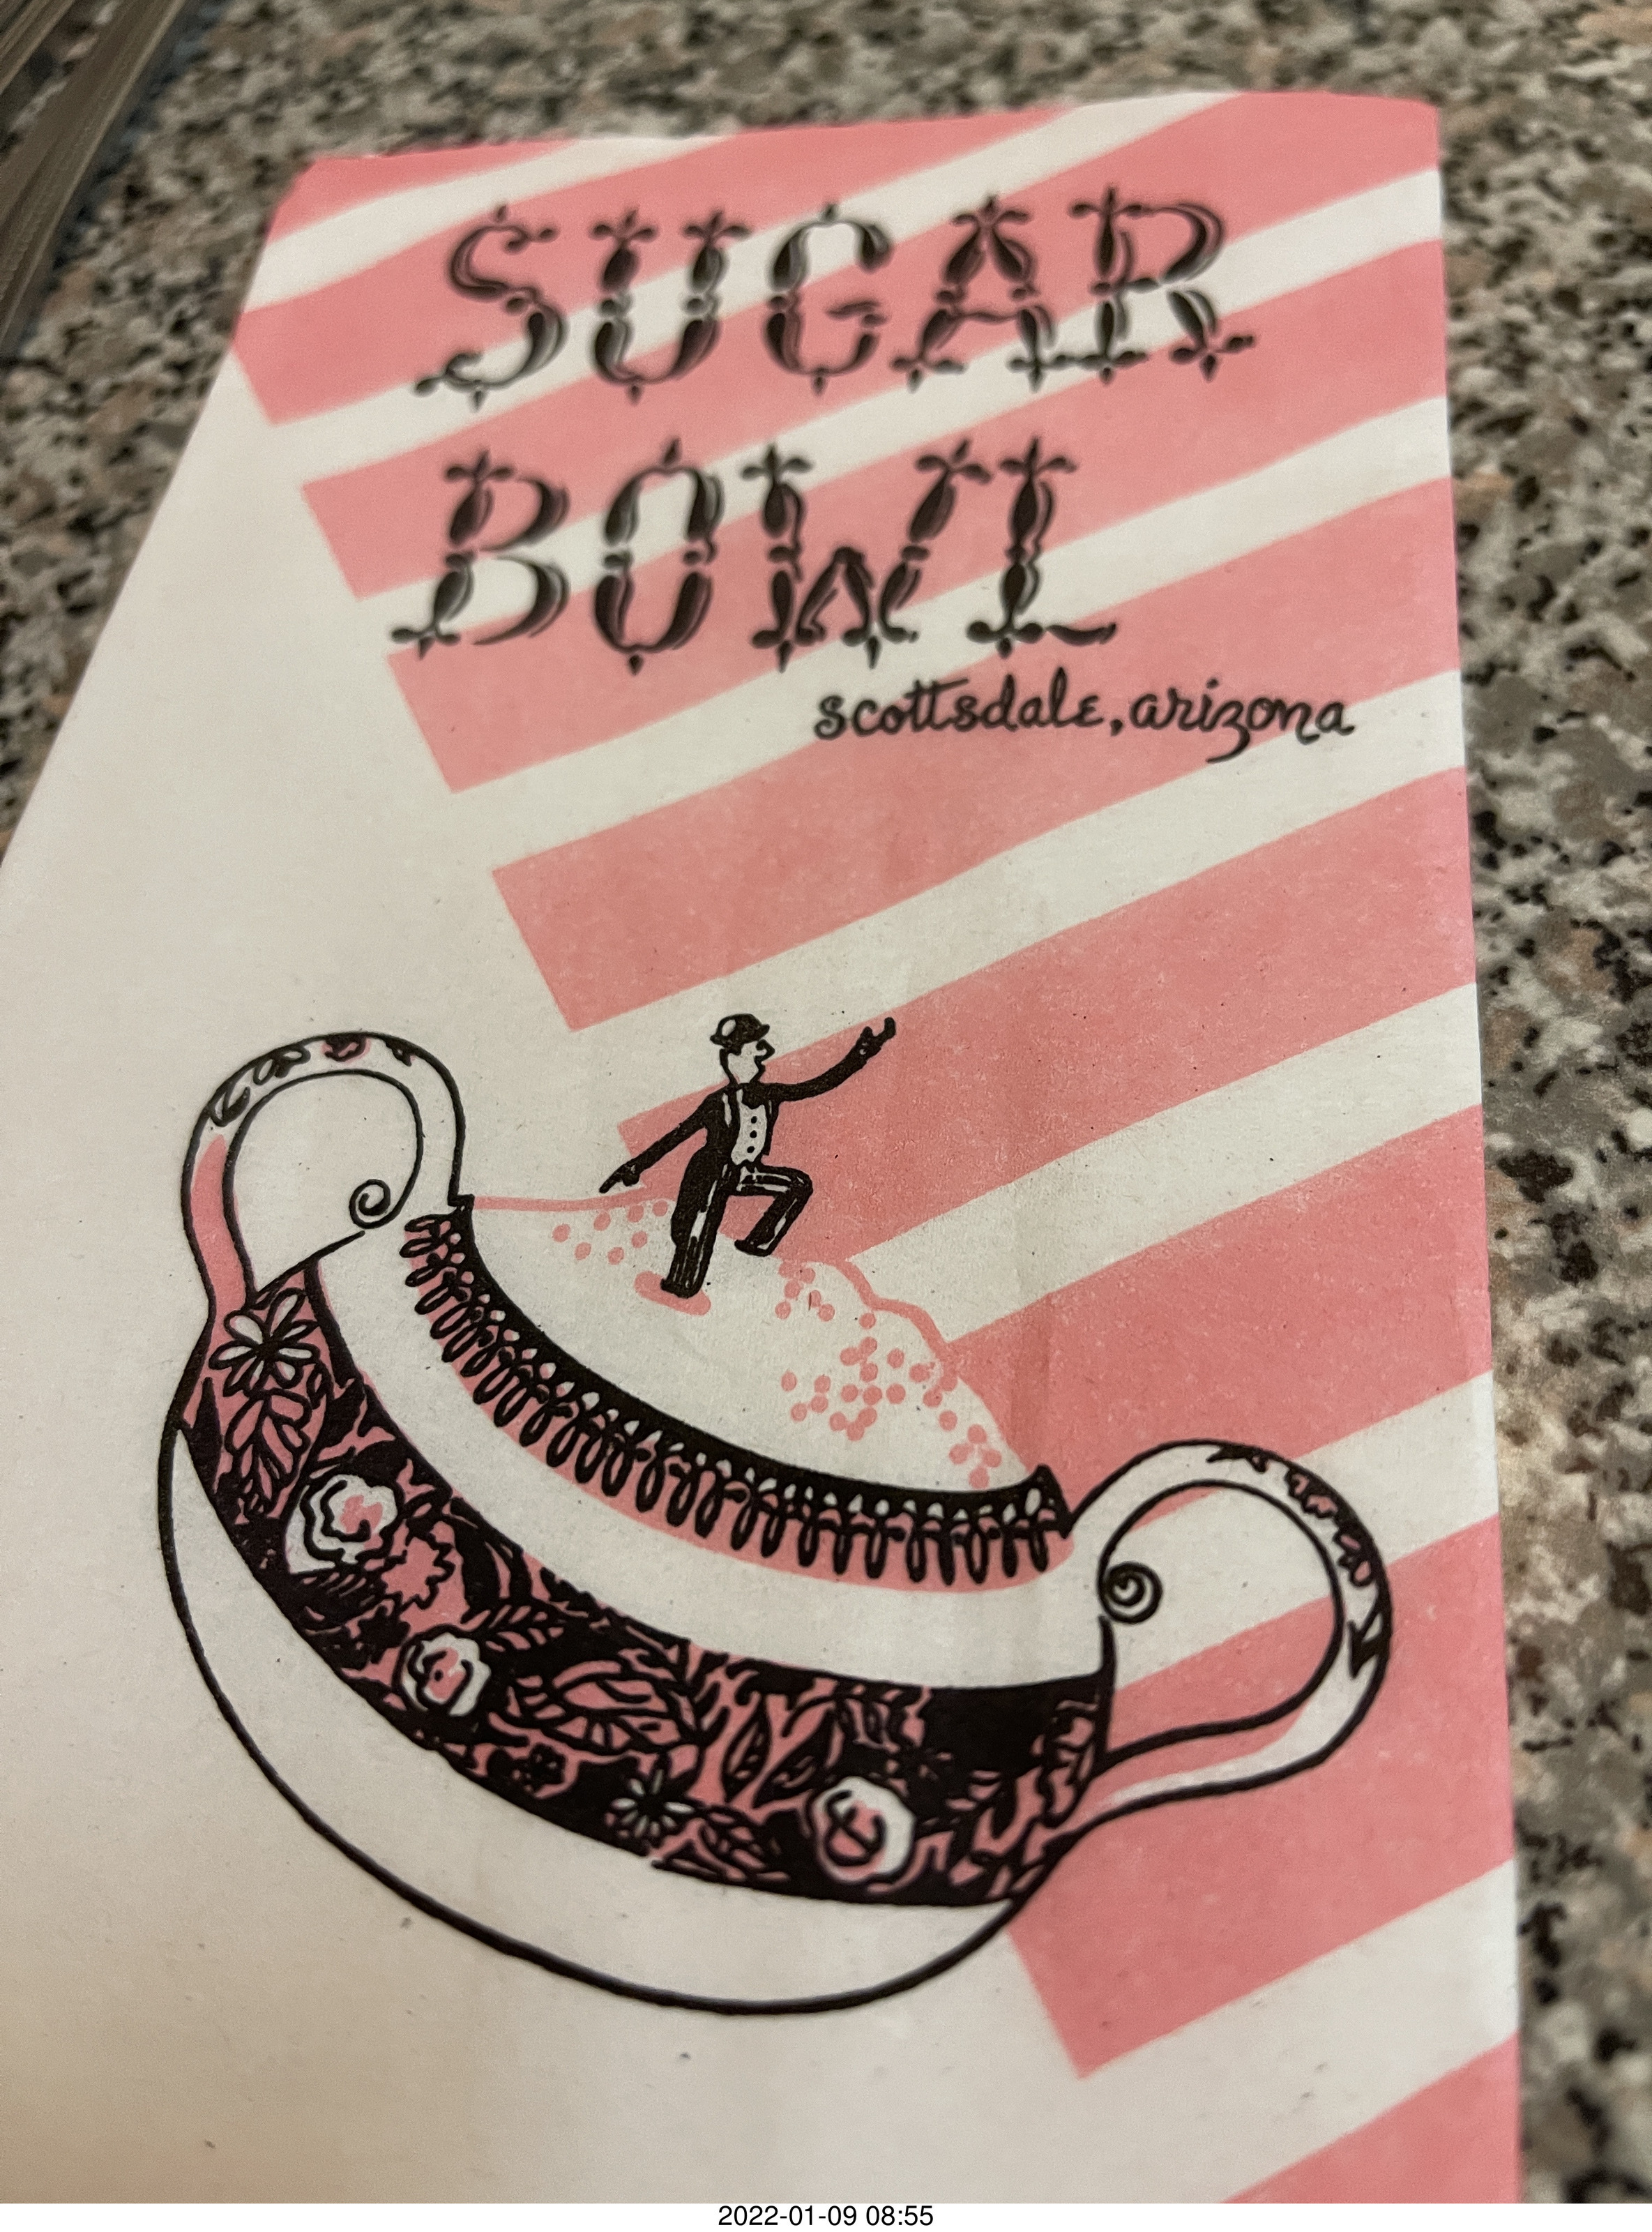 SUGAR
BOWL
scottsdale, arizona
2022-01-09 08:55